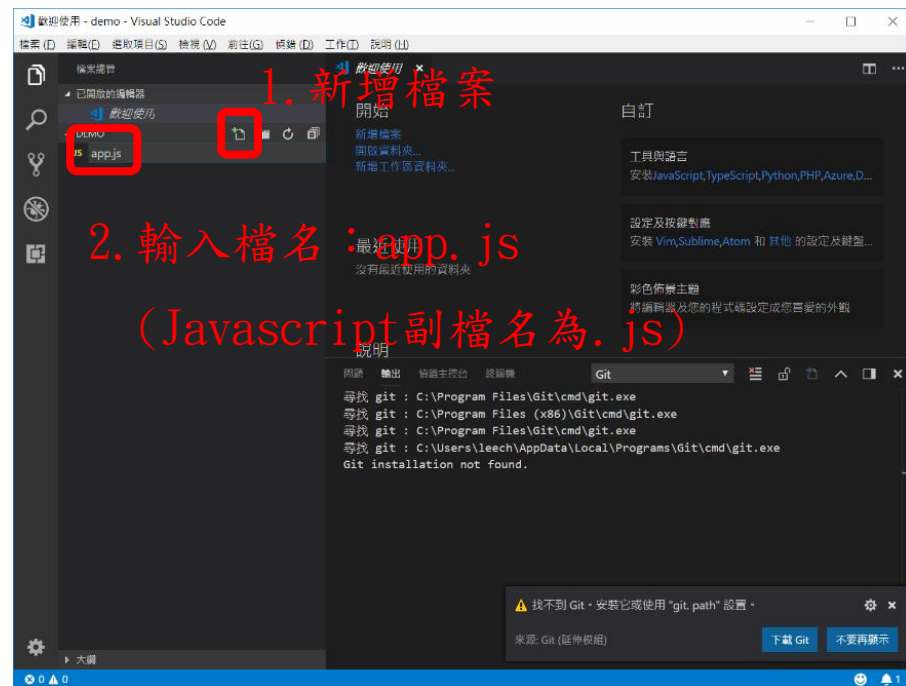 歡迎使用 - demo - Visual Studio Code
檔案(F) 編輯(E) 選取項目(S) 檢視(V) 前往(G) 偵錯(D) 工作(T) 說明(H)
檔案總管
歡迎使用
1. 新增檔案
已開啟的編輯器
歡迎使用
開始
自訂
DEMO
新增檔案
開啟資料夾...
新增工作區資料夾...
JS app.js
工具與語言
安裝JavaScript,TypeScript,Python,PHP,Azure,D...
設定及按鍵對應
安裝 Vim,Sublime,Atom 和 其他 的設定及鍵盤...
2. 輸入檔名：app.js
最近使用
沒有最近使用的資料夾
彩色佈景主題
將編輯器及您的程式碼設定成您喜愛的外觀
(Javascript副檔名為.js)
説明
問題 輸出 偵錯主控台 終端機 Git
尋找 git : C:\Program Files\Git\cmd\git.exe
尋找 git : C:\Program Files (x86)\Git\cmd\git.exe
尋找 git : C:\Program Files\Git\cmd\git.exe
尋找 git : C:\Users\leech\AppData\Local\Programs\Git\cmd\git.exe
Git installation not found.
找不到 Git。安裝它或使用 "git. path" 設置。
來源: Git (延伸模組)
下載 Git
不要再顯示
大綱
0 0
1